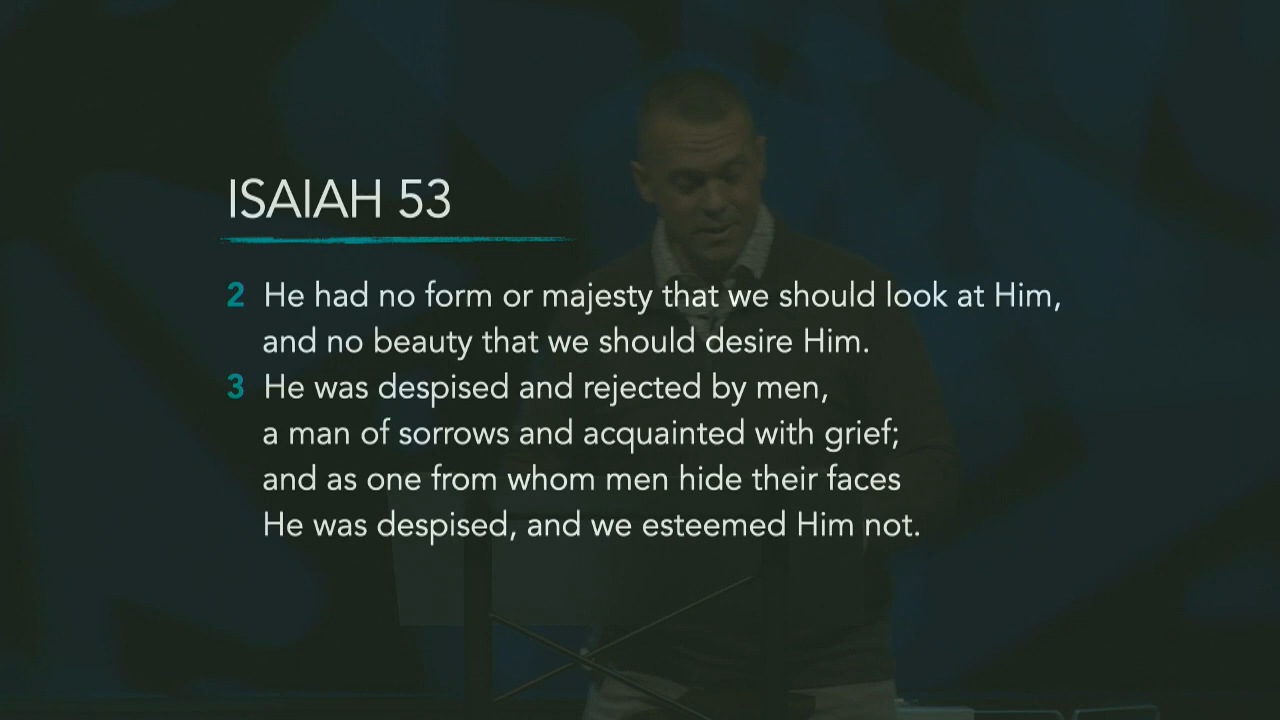 ISAIAH 53
2 He had no form or majesty that we should look at Him,
and no beauty that we should desire Him.
3 He was despised and rejected by men,
a man of sorrows and acquainted with grief;
and as one from whom men hide their faces
He was despised, and we esteemed Him not.